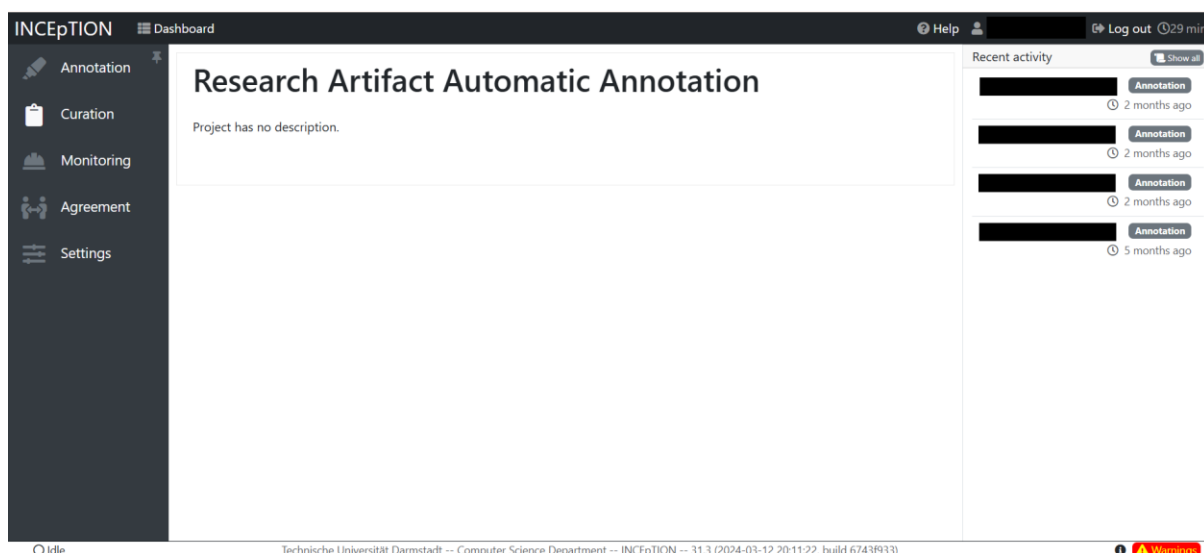 INCEpTION Dashboard Help Log out 29 min
Annotation
Curation
Monitoring
Agreement
Settings
Research Artifact Automatic Annotation
Project has no description.
Recent activity Show all
Annotation
2 months ago
Annotation
2 months ago
Annotation
2 months ago
Annotation
5 months ago
Idle Technische Universität Darmstadt -- Computer Science Department -- INCEpTION -- 31.3 (2024-03-12 20:11:22, build 6743f933) Warnings